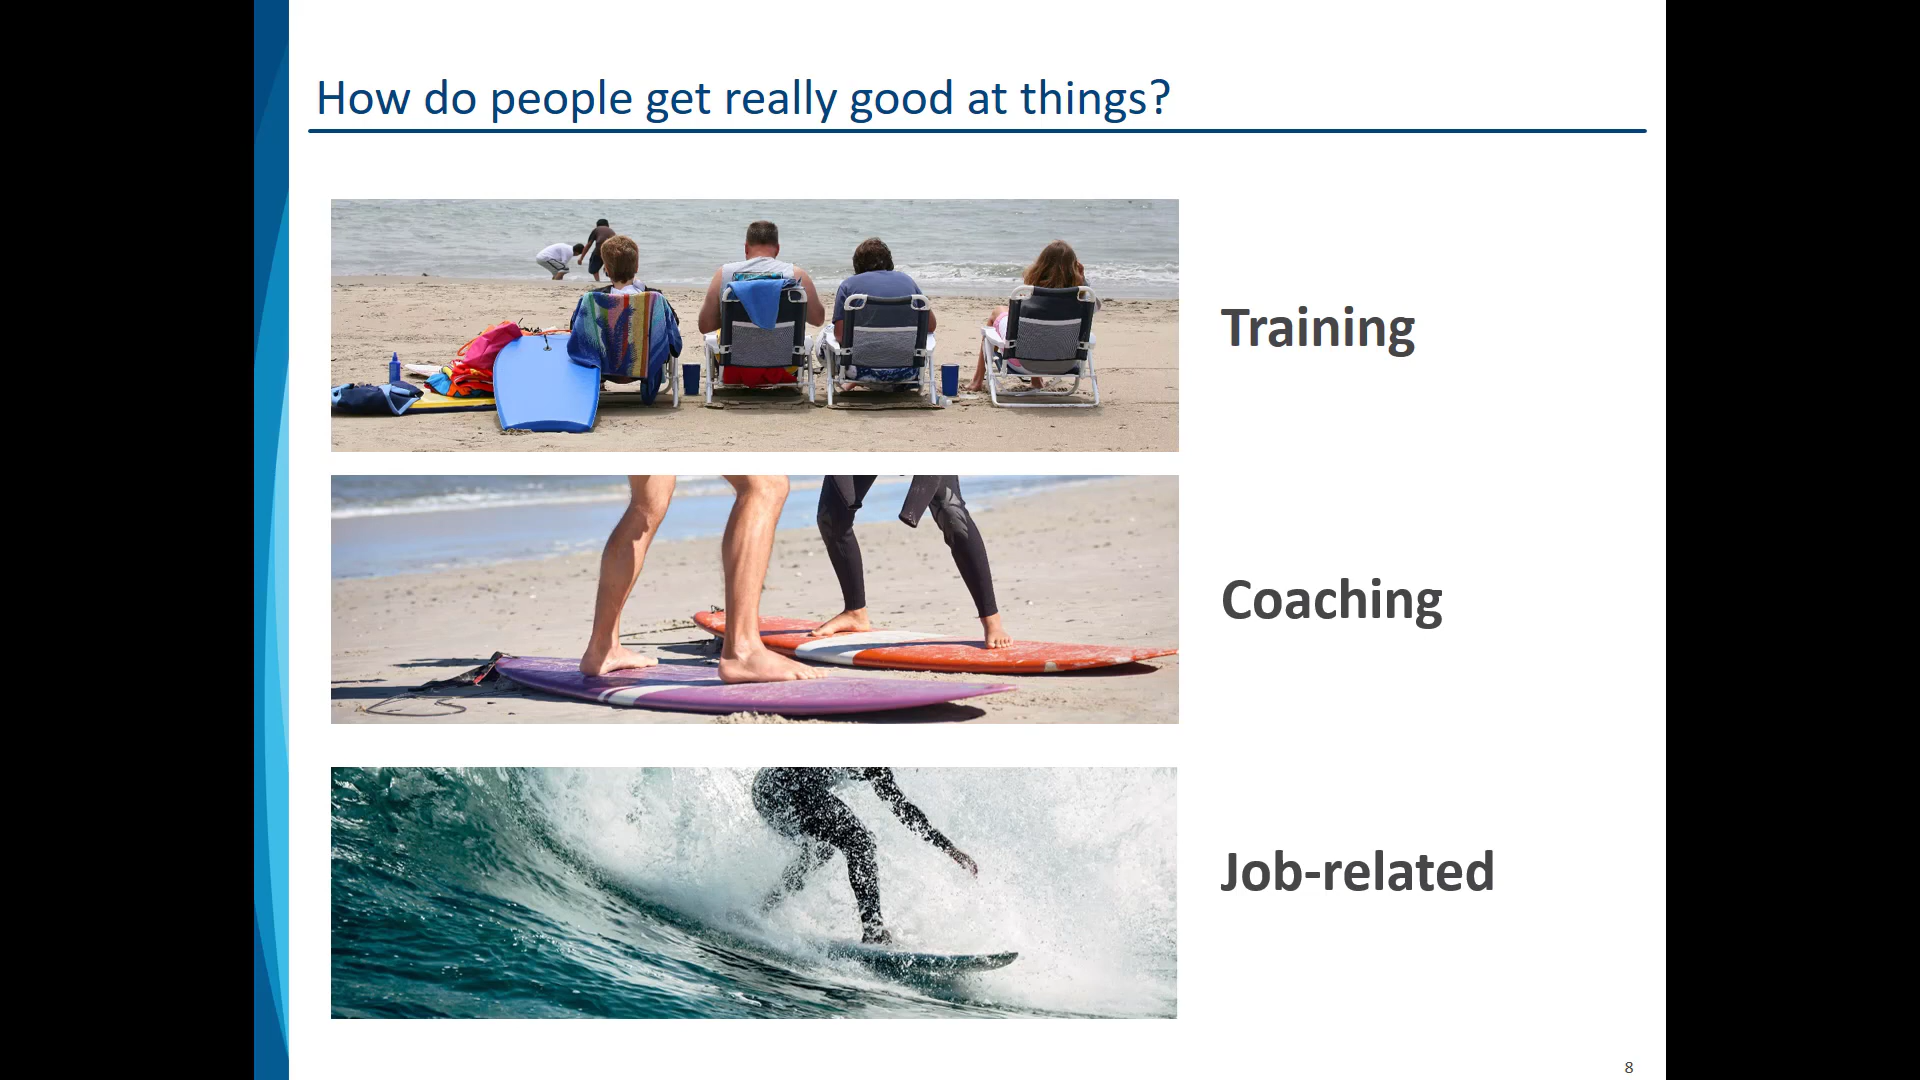 How do people get really good at things?
Training
Coaching
Job-related
8